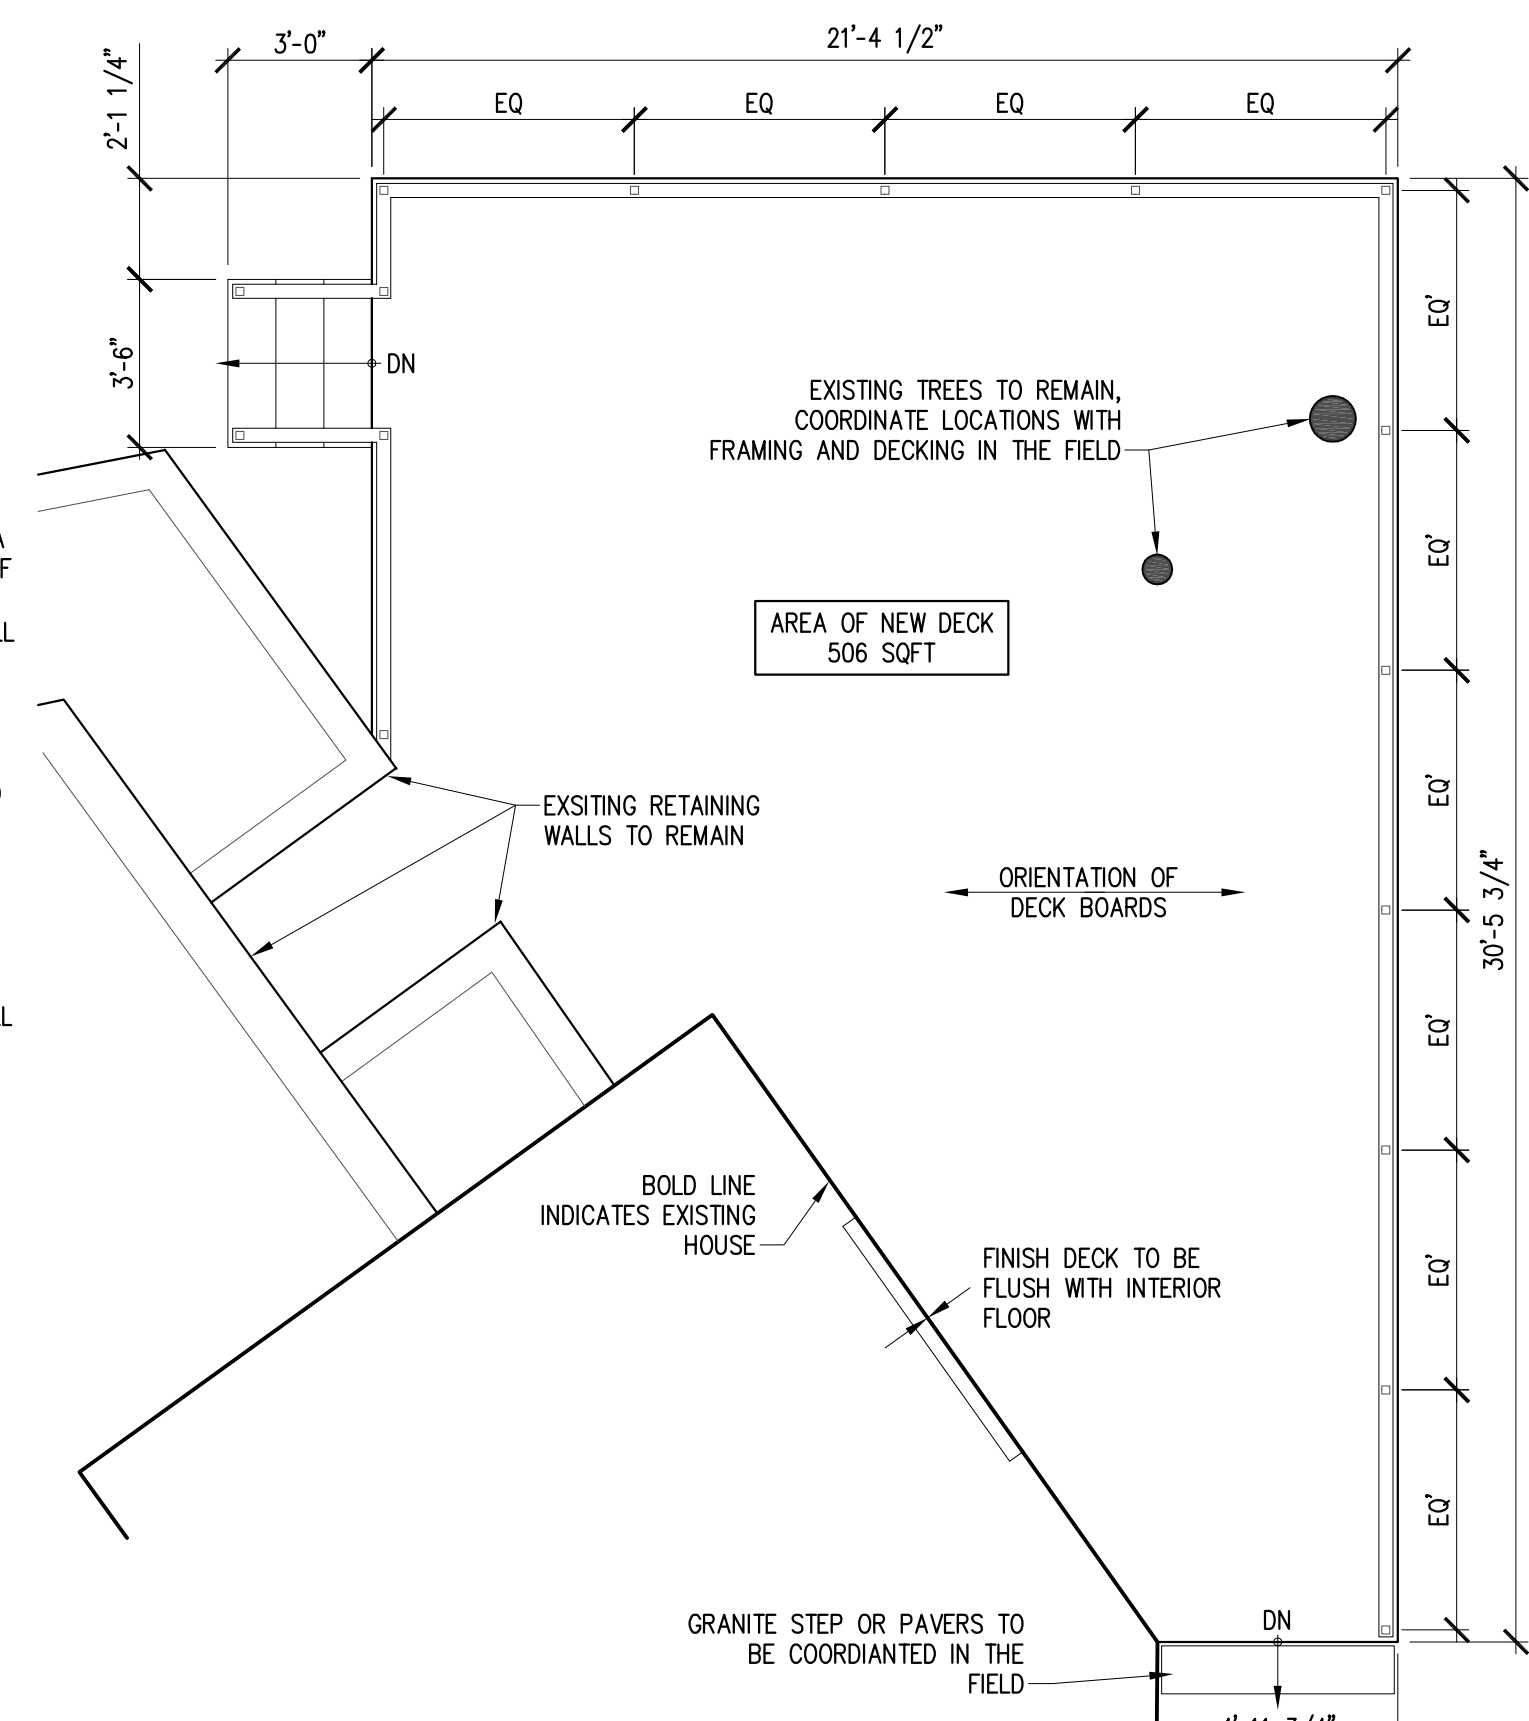 3'-0"
21'-4 1/2"
2'-1 1/4"
EQ
EQ
EQ
EQ
3'-6"
DN
EQ'
EXISTING TREES TO REMAIN,
COORDINATE LOCATIONS WITH
FRAMING AND DECKING IN THE FIELD
A
F
LL
EQ'
AREA OF NEW DECK
506 SQFT
EXSITING RETAINING
WALLS TO REMAIN
EQ'
ORIENTATION OF
DECK BOARDS
30'-5 3/4"
LL
EQ'
BOLD LINE
INDICATES EXISTING
HOUSE
FINISH DECK TO BE
FLUSH WITH INTERIOR
FLOOR
EQ'
EQ'
GRANITE STEP OR PAVERS TO
BE COORDIANTED IN THE
FIELD
DN